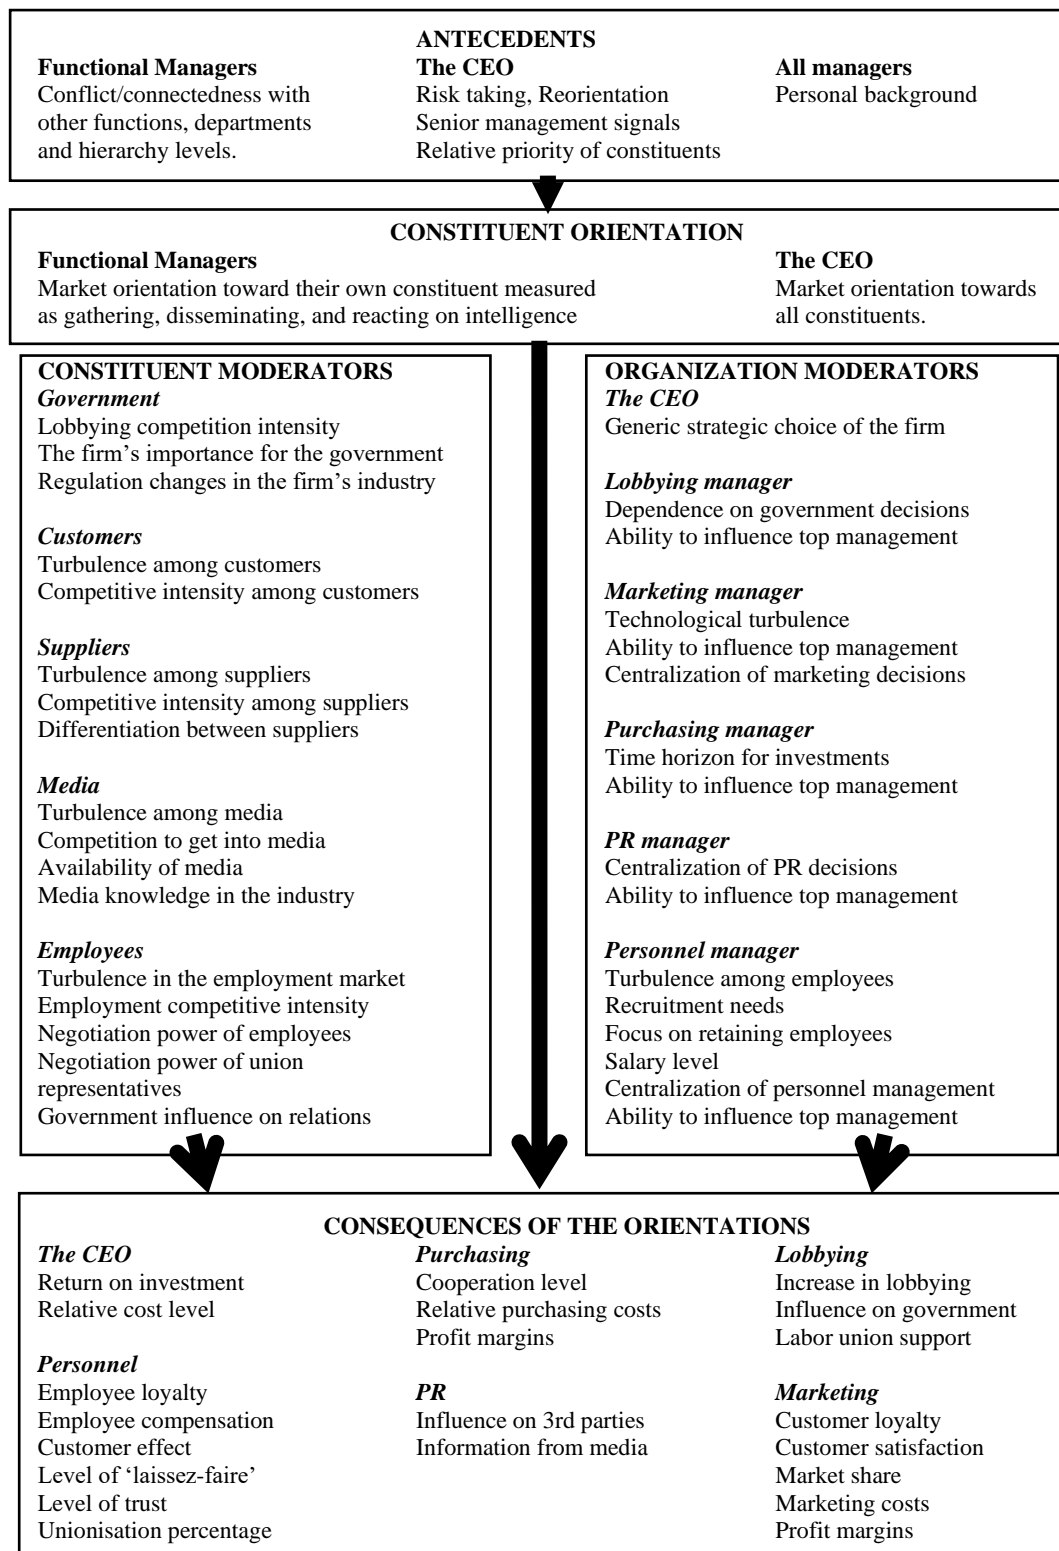 ANTECEDENTS
Functional Managers
Conflict/connectedness with
other functions, departments
and hierarchy levels.
The CEO
Risk taking, Reorientation
Senior management signals
Relative priority of constituents
All managers
Personal background
CONSTITUENT ORIENTATION
Functional Managers
Market orientation toward their own constituent measured
as gathering, disseminating, and reacting on intelligence
The CEO
Market orientation towards
all constituents.
CONSTITUENT MODERATORS
Government
Lobbying competition intensity
The firm's importance for the government
Regulation changes in the firm's industry
Customers
Turbulence among customers
Competitive intensity among customers
Suppliers
Turbulence among suppliers
Competitive intensity among suppliers
Differentiation between suppliers
Media
Turbulence among media
Competition to get into media
Availability of media
Media knowledge in the industry
Employees
Turbulence in the employment market
Employment competitive intensity
Negotiation power of employees
Negotiation power of union
representatives
Government influence on relations
ORGANIZATION MODERATORS
The CEO
Generic strategic choice of the firm
Lobbying manager
Dependence on government decisions
Ability to influence top management
Marketing manager
Technological turbulence
Ability to influence top management
Centralization of marketing decisions
Purchasing manager
Time horizon for investments
Ability to influence top management
PR manager
Centralization of PR decisions
Ability to influence top management
Personnel manager
Turbulence among employees
Recruitment needs
Focus on retaining employees
Salary level
Centralization of personnel management
Ability to influence top management
CONSEQUENCES OF THE ORIENTATIONS
The CEO
Return on investment
Relative cost level
Personnel
Employee loyalty
Employee compensation
Customer effect
Level of 'laissez-faire'
Level of trust
Unionisation percentage
Purchasing
Cooperation level
Relative purchasing costs
Profit margins
PR
Influence on 3rd parties
Information from media
Lobbying
Increase in lobbying
Influence on government
Labor union support
Marketing
Customer loyalty
Customer satisfaction
Market share
Marketing costs
Profit margins